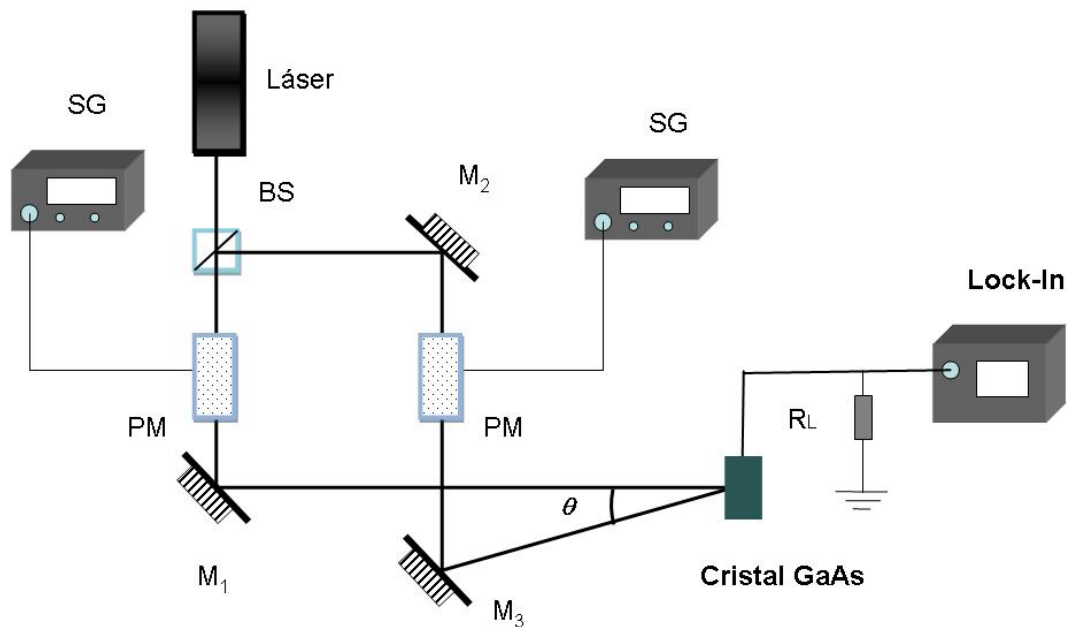 Láser
SG
SG
BS
M2
Lock-In
PM
PM
RL
θ
M1
Cristal GaAs
M3